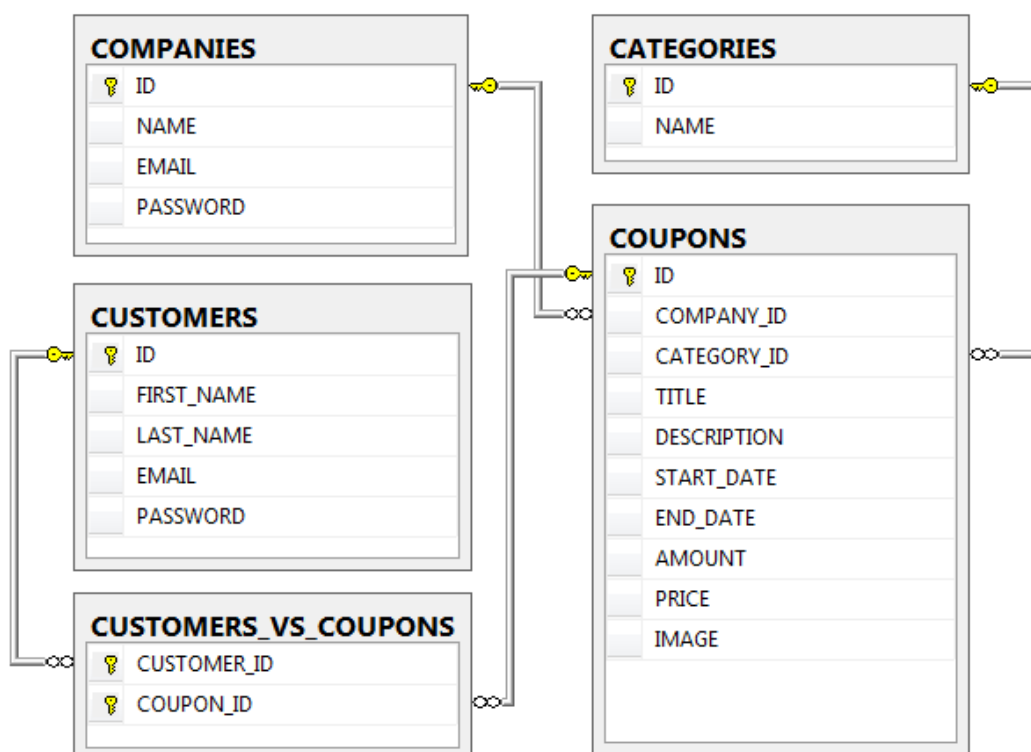 COMPANIES
ID
NAME
EMAIL
PASSWORD
CATEGORIES
ID
NAME
CUSTOMERS
ID
FIRST_NAME
LAST_NAME
EMAIL
PASSWORD
COUPONS
ID
COMPANY_ID
CATEGORY_ID
TITLE
DESCRIPTION
START_DATE
END_DATE
AMOUNT
PRICE
IMAGE
CUSTOMERS_VS_COUPONS
CUSTOMER_ID
COUPON_ID